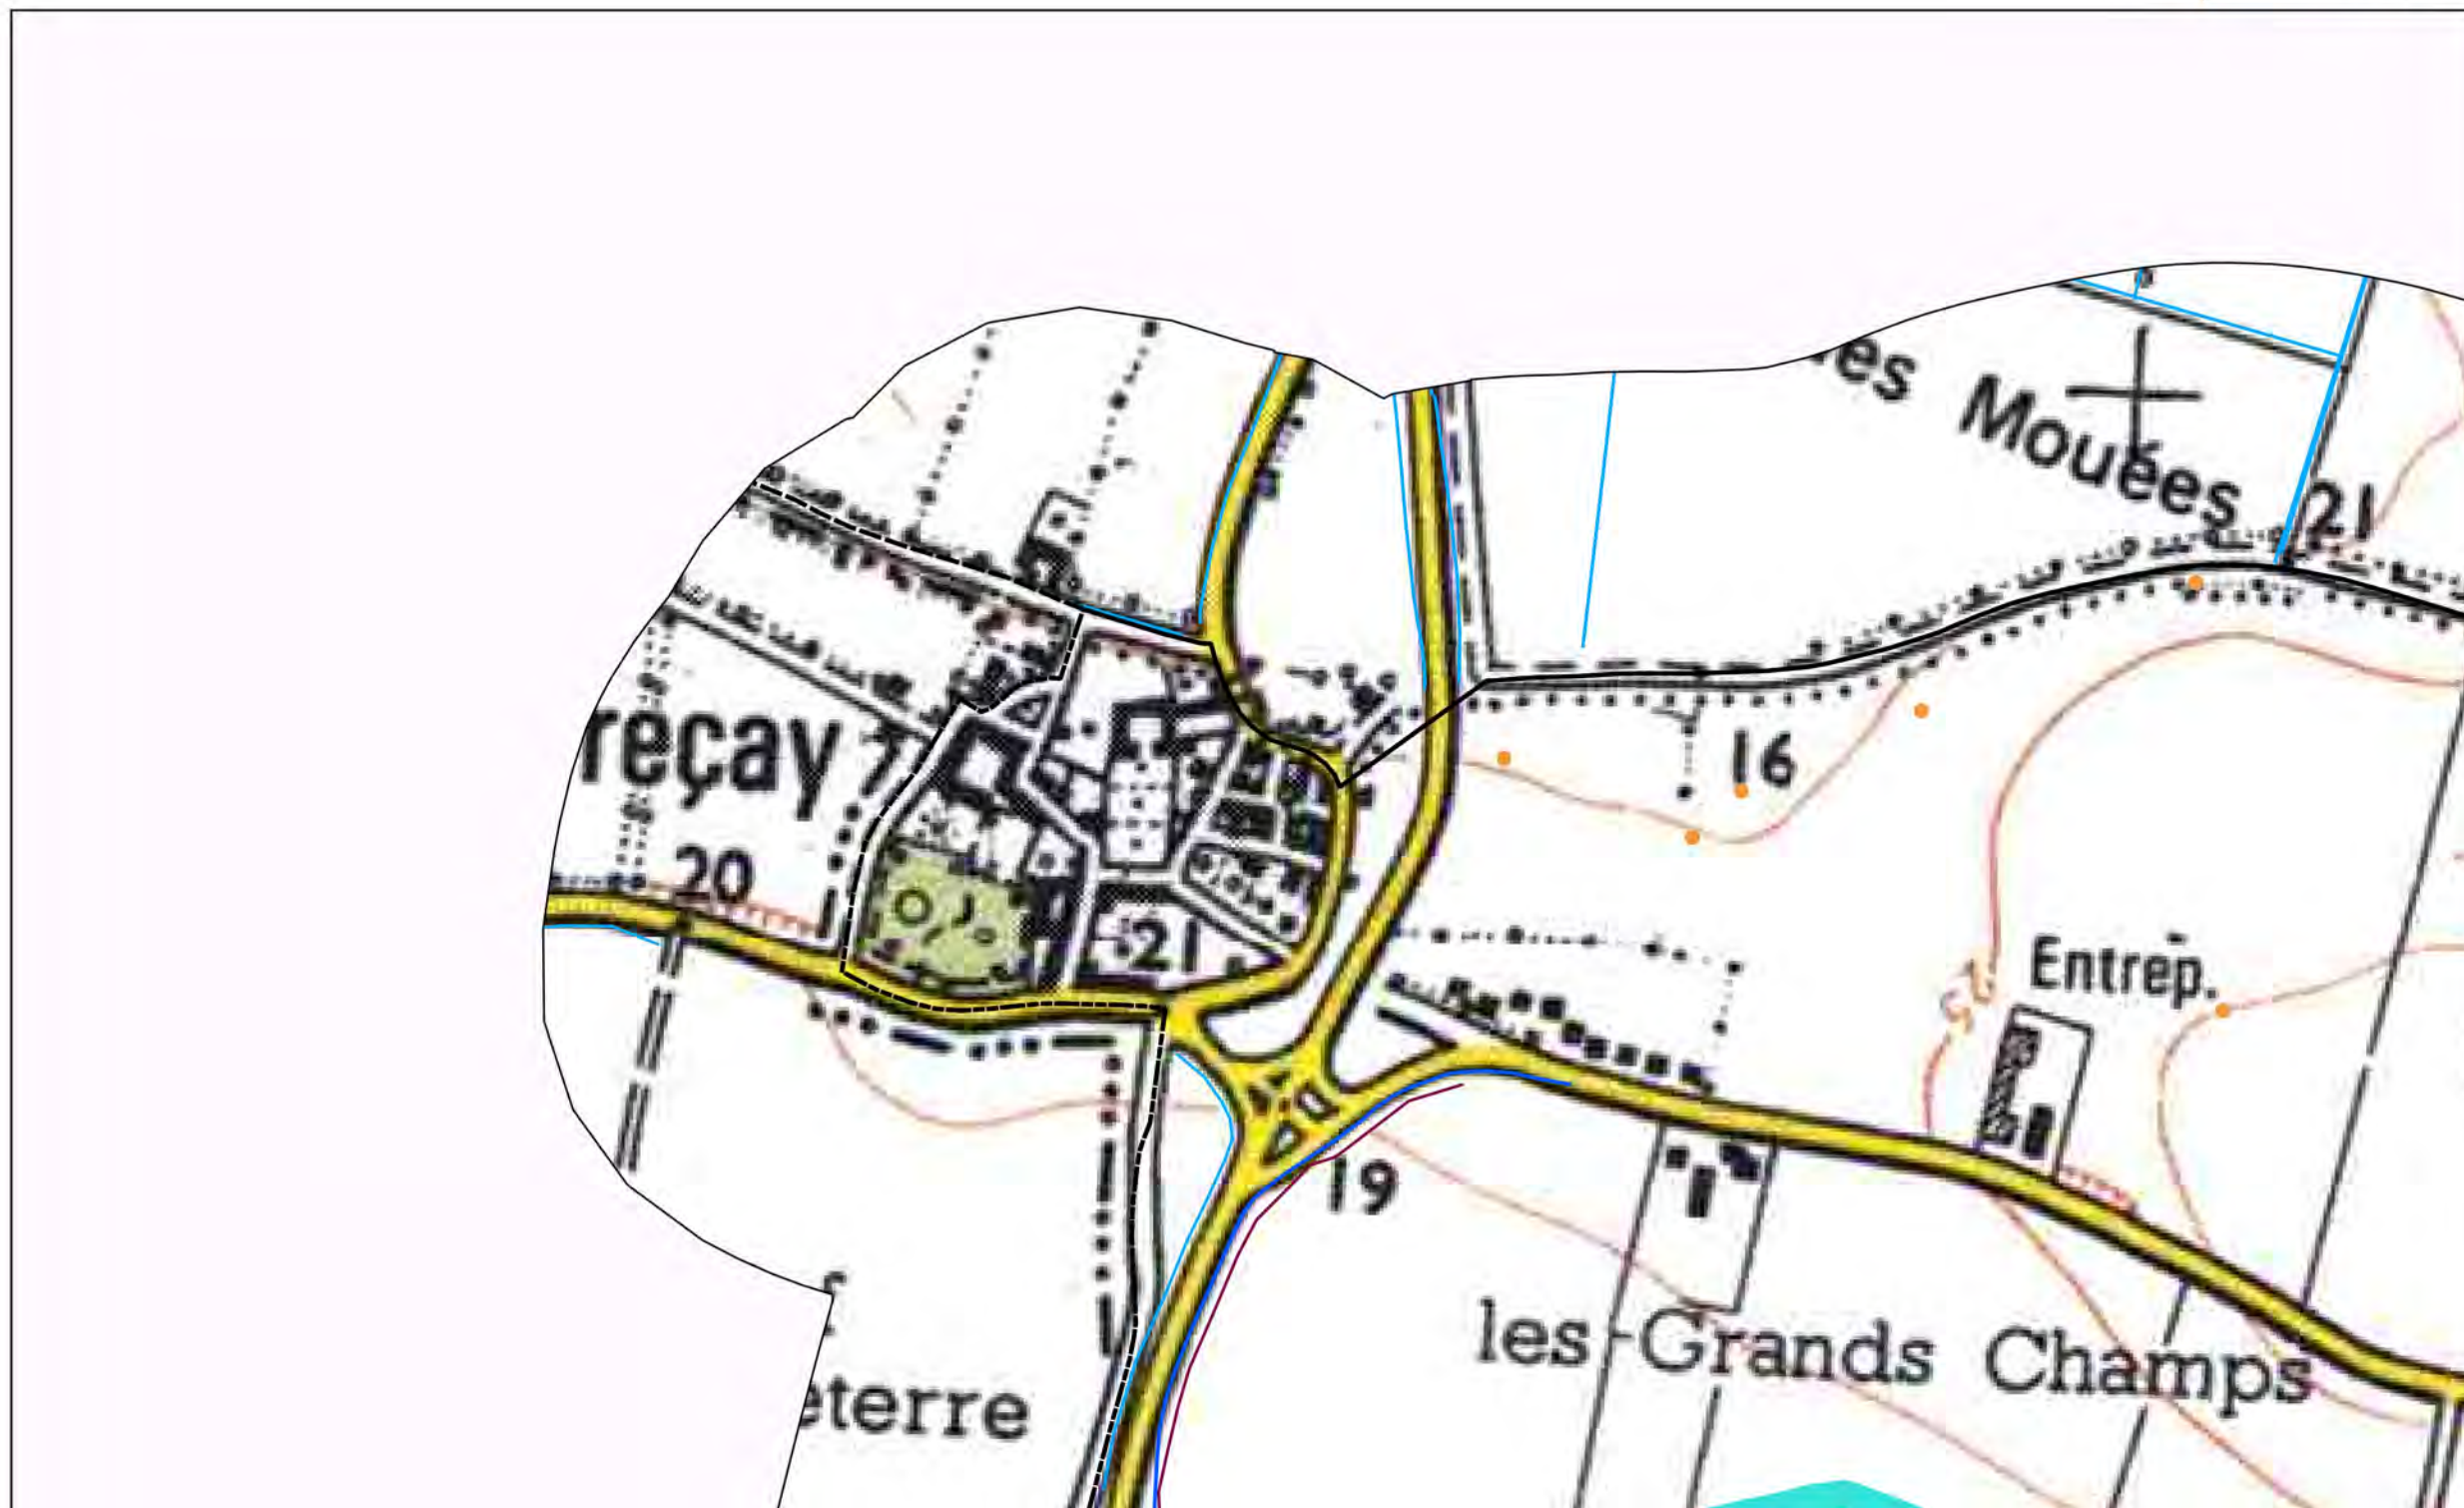 es Mouées
21
reçay
16
20
21
Entrep.
19
les Grands Champs
eterre